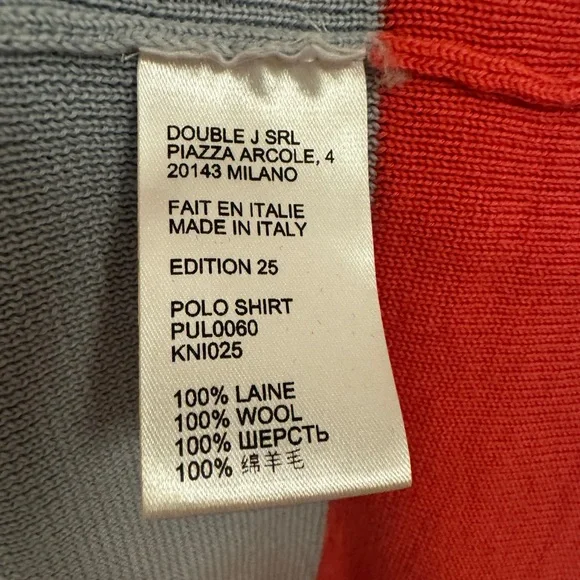 DOUBLE J SRL
PIAZZA ARCOLE, 4
20143 MILANO
FAIT EN ITALIE
MADE IN ITALY
EDITION 25
POLO SHIRT
PUL0060
KNI025
100% LAINE
100% WOOL
100% ШЕРСТЬ
100% 绵羊毛